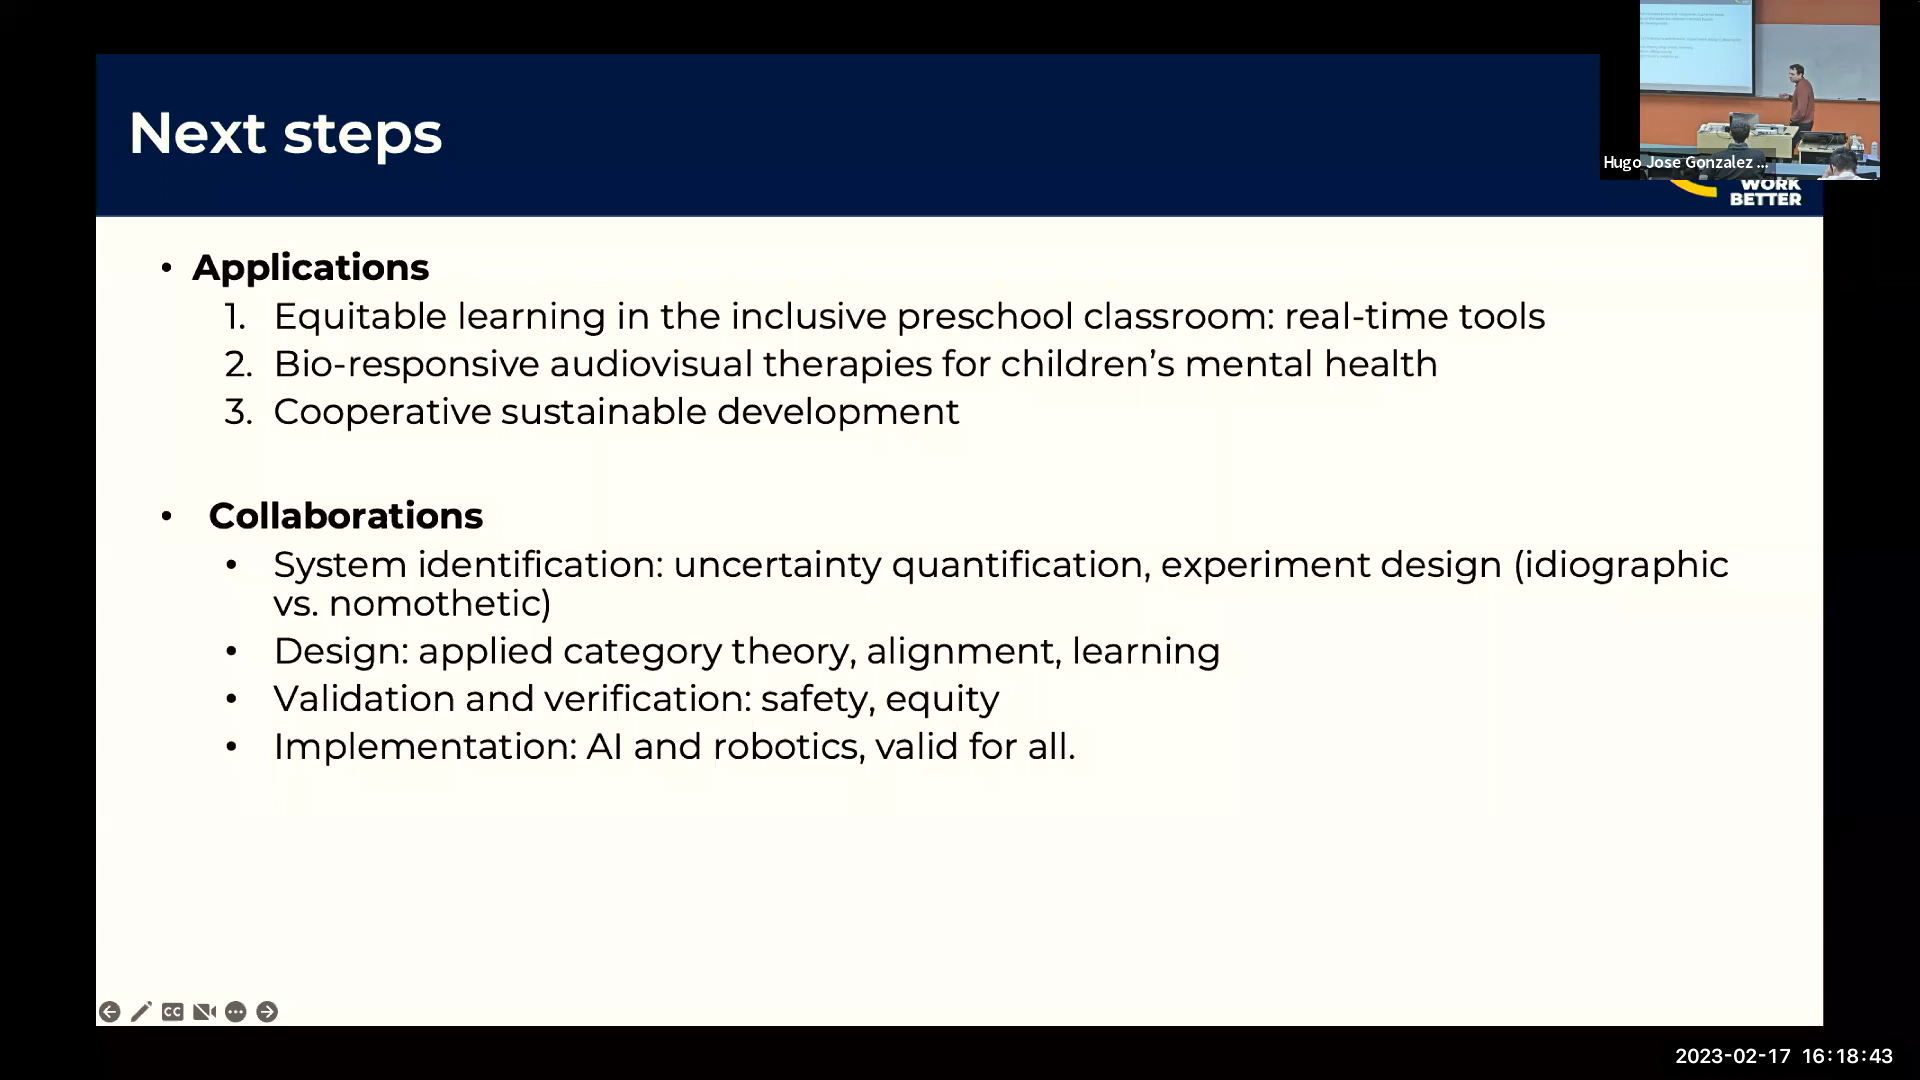 Next steps
Hugo Jose Gonzalez ...
WORK
BETTER
• Applications
1. Equitable learning in the inclusive preschool classroom: real-time tools
2. Bio-responsive audiovisual therapies for children’s mental health
3. Cooperative sustainable development
• Collaborations
• System identification: uncertainty quantification, experiment design (idiographic
vs. nomothetic)
• Design: applied category theory, alignment, learning
• Validation and verification: safety, equity
• Implementation: AI and robotics, valid for all.
CC
2023-02-17 16:18:43